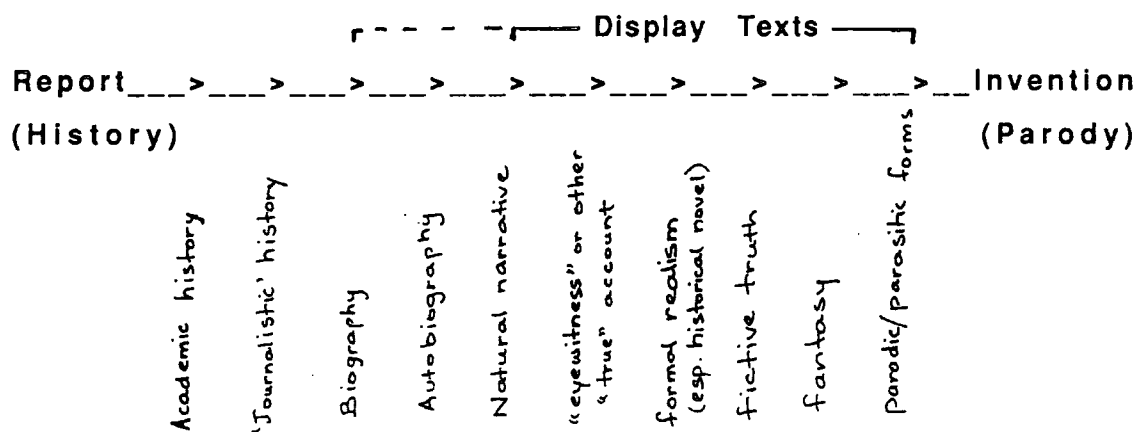 Display Texts
Report___>___>___>___>___>___>___>___>___>___>__Invention
(History) (Parody)
Academic history
'Journalistic' history
Biography
Autobiography
Natural narrative
"eyewitness" or other
"true" account
formal realism
(esp. historical novel)
fictive truth
fantasy
parodic/parasitic forms